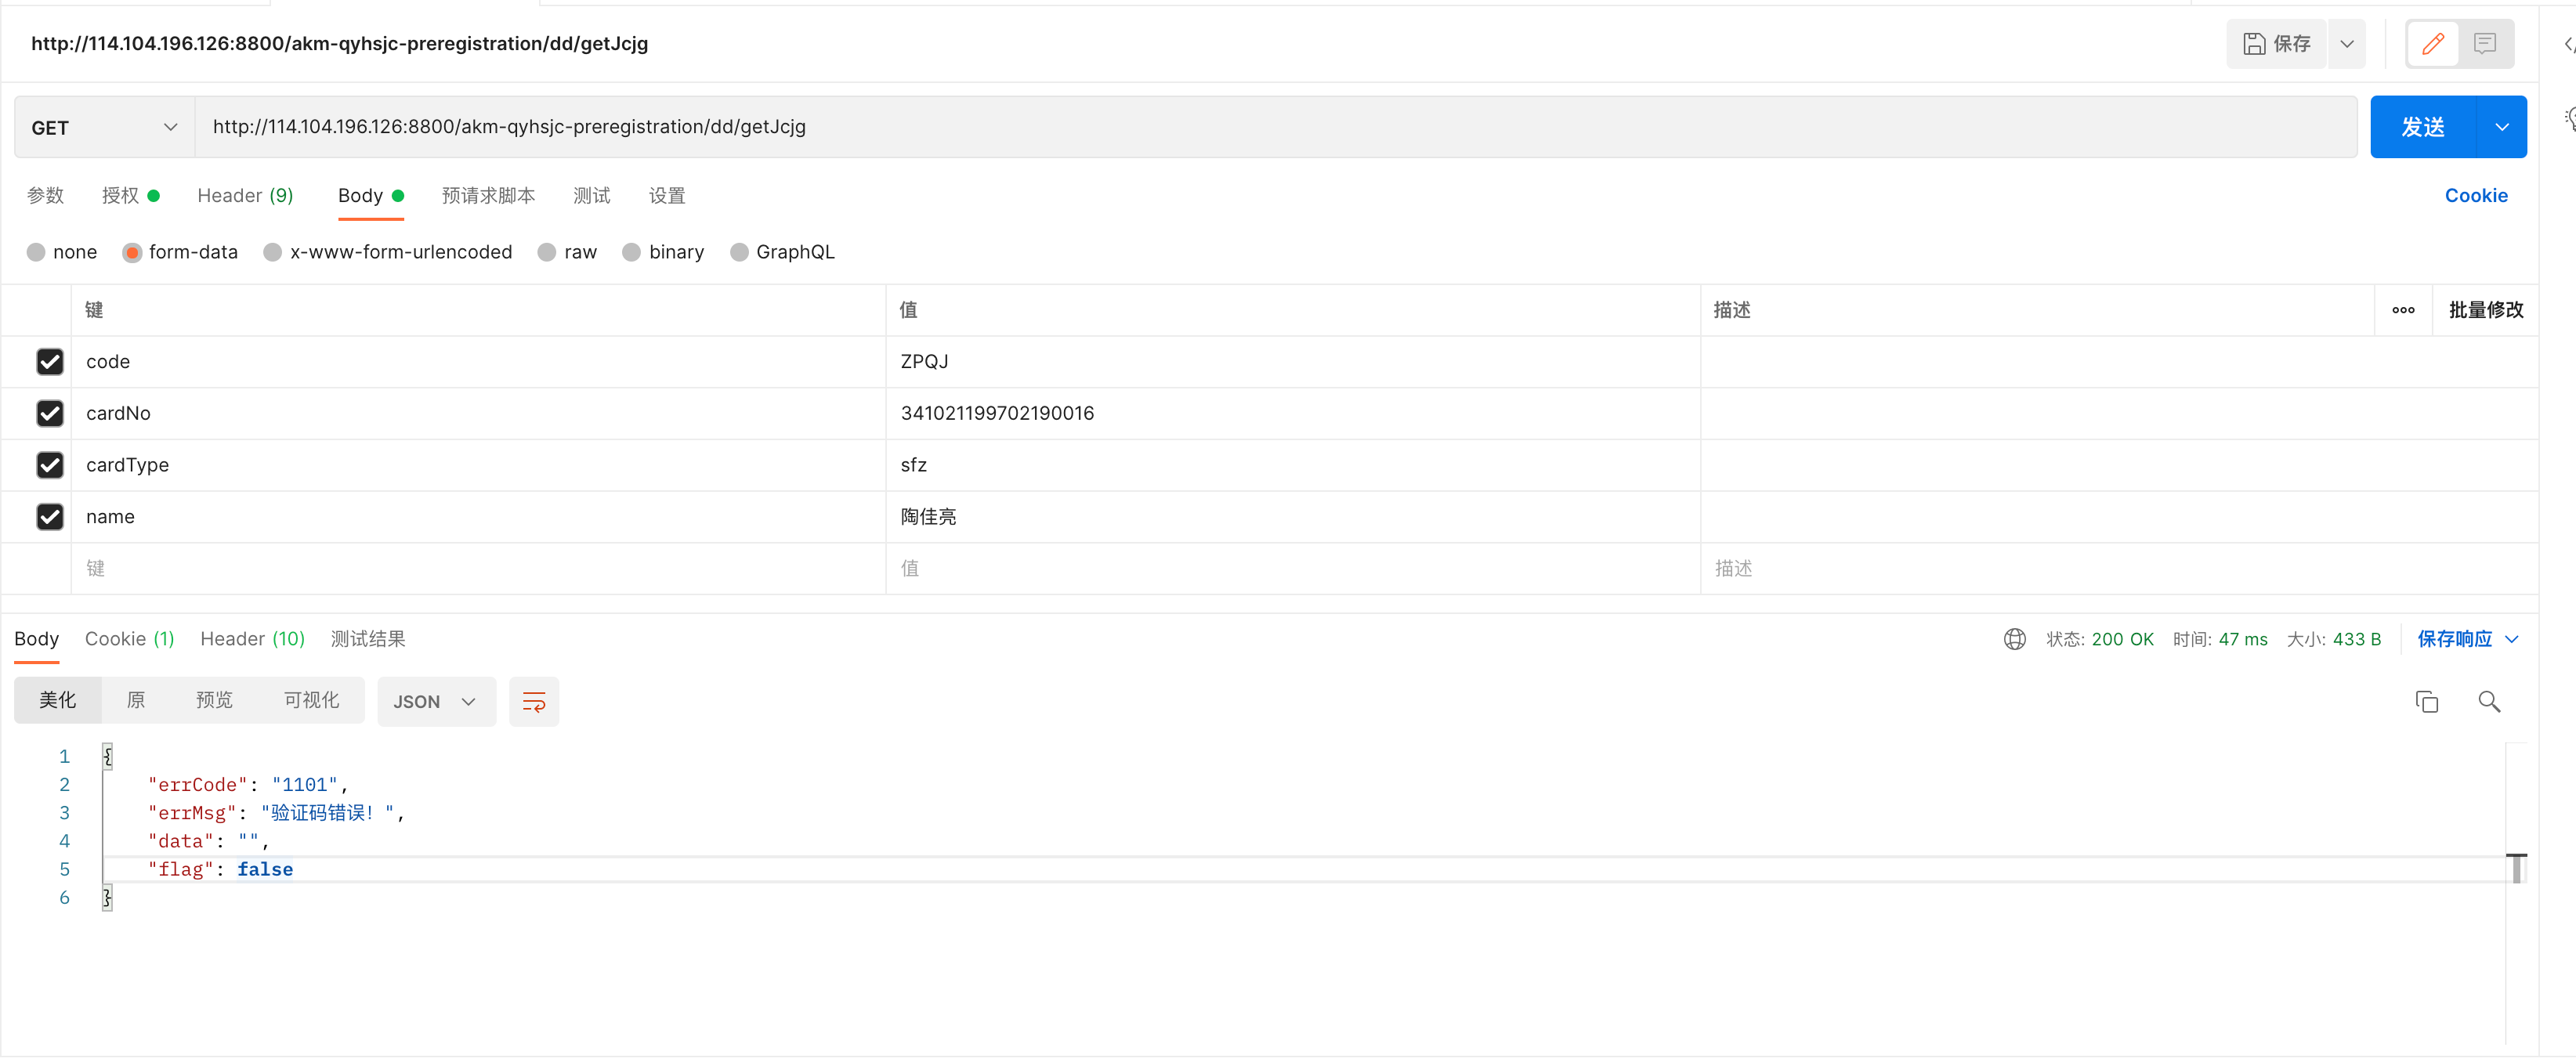 http://114.104.196.126:8800/akm-qyhsjc-preregistration/dd/getJcjg
保存
GET
http://114.104.196.126:8800/akm-qyhsjc-preregistration/dd/getJcjg
发送
参数 授权 Header (9) Body 预请求脚本 测试 设置 Cookie
none form-data x-www-form-urlencoded raw binary GraphQL
键 值 描述 批量修改
code ZPQJ
cardNo 341021199702190016
cardType sfz
name 陶佳亮
键 值 描述
Body Cookie (1) Header (10) 测试结果 状态: 200 OK 时间: 47 ms 大小: 433 B 保存响应
美化 原 预览 可视化 JSON
1 {
2 "errCode": "1101",
3 "errMsg": "验证码错误！",
4 "data": "",
5 "flag": false
6 }